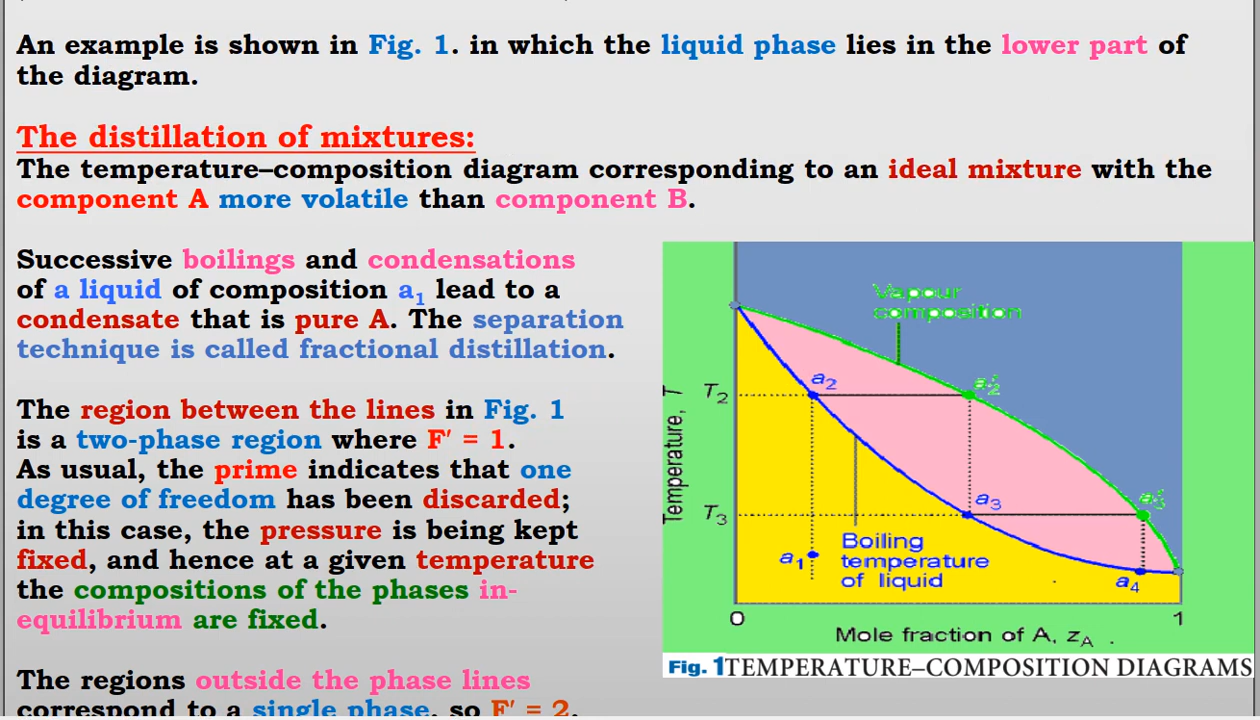 An example is shown in Fig. 1. in which the liquid phase lies in the lower part of
the diagram.
The distillation of mixtures:
The temperature–composition diagram corresponding to an ideal mixture with the
component A more volatile than component B.
Successive boilings and condensations
of a liquid of composition a₁ lead to a
condensate that is pure A. The separation
technique is called fractional distillation.
The region between the lines in Fig. 1
is a two-phase region where F′ = 1.
As usual, the prime indicates that one
degree of freedom has been discarded;
in this case, the pressure is being kept
fixed, and hence at a given temperature
the compositions of the phases in-
equilibrium are fixed.
The regions outside the phase lines
correspond to a single phase, so F′ = 2.
Vapour
composition
a₂
a₂′
T₂
Temperature, T
a₃
a₃′
T₃
Boiling
temperature
of liquid
a₁
a₄
0
1
Mole fraction of A, zA .
Fig. 1 TEMPERATURE–COMPOSITION DIAGRAMS